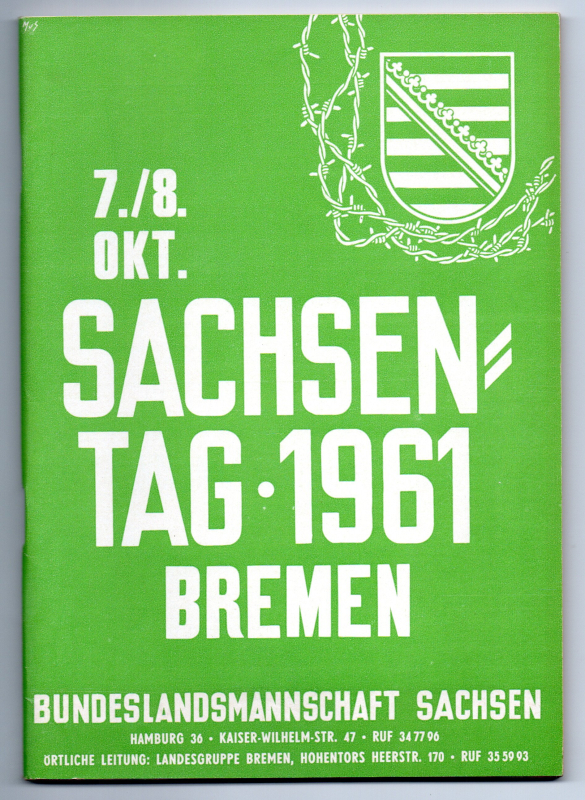 MuS
7./8.
OKT.
SACHSEN=
TAG · 1961
BREMEN
BUNDESLANDSMANNSCHAFT SACHSEN
HAMBURG 36 · KAISER-WILHELM-STR. 47 · RUF 34 77 96
ÖRTLICHE LEITUNG: LANDESGRUPPE BREMEN, HOHENTORS HEERSTR. 170 · RUF 35 59 93